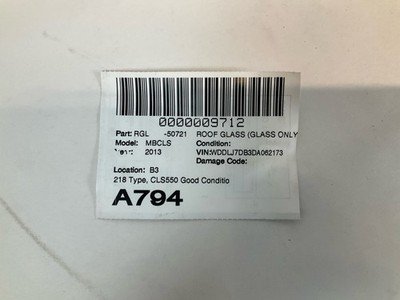 0000009712
Part: RGL -50721 ROOF GLASS (GLASS ONLY
Model: MBCLS Condition:
Year: 2013 VIN: WDDLJ7DB3DA062173
Damage Code:
Location: B3
218 Type, CLS550 Good Conditio
A794